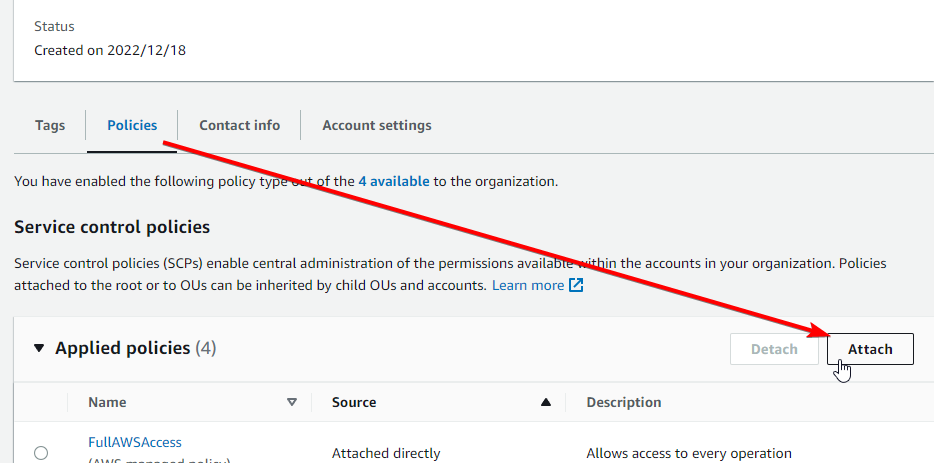 Status
Created on 2022/12/18
Tags Policies Contact info Account settings
You have enabled the following policy type out of the 4 available to the organization.
Service control policies
Service control policies (SCPs) enable central administration of the permissions available within the accounts in your organization. Policies
attached to the root or to OUs can be inherited by child OUs and accounts. Learn more
Applied policies (4) Detach Attach
Name Source Description
FullAWSAccess
Attached directly Allows access to every operation
(AWS managed policy)